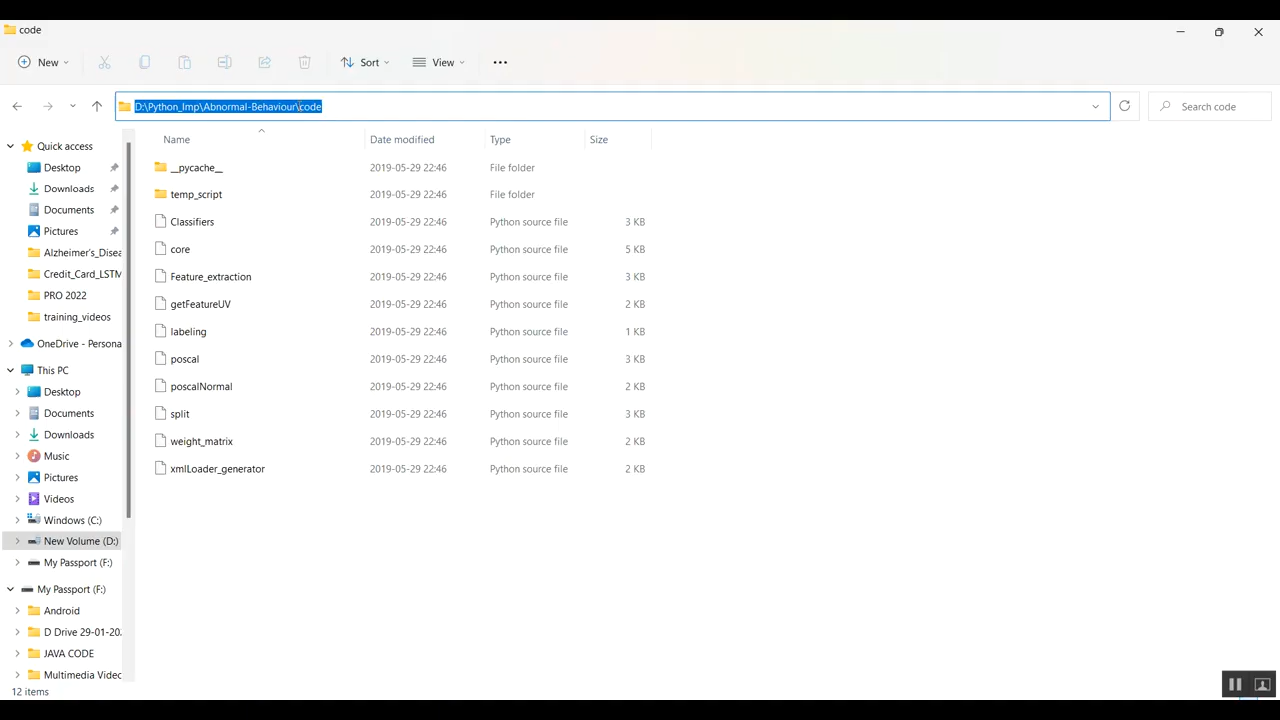 code
New
Sort
View
D:\Python_Imp\Abnormal-Behaviour\code
Search code
Quick access
Desktop
Downloads
Documents
Pictures
Alzheimer's_Disea
Credit_Card_LSTM
PRO 2022
training_videos
OneDrive - Persona
This PC
Desktop
Documents
Downloads
Music
Pictures
Videos
Windows (C:)
New Volume (D:)
My Passport (F:)
My Passport (F:)
Android
D Drive 29-01-20.
JAVA CODE
Multimedia Videc
Name Date modified Type Size
__pycache__ 2019-05-29 22:46 File folder
temp_script 2019-05-29 22:46 File folder
Classifiers 2019-05-29 22:46 Python source file 3 KB
core 2019-05-29 22:46 Python source file 5 KB
Feature_extraction 2019-05-29 22:46 Python source file 3 KB
getFeatureUV 2019-05-29 22:46 Python source file 2 KB
labeling 2019-05-29 22:46 Python source file 1 KB
poscal 2019-05-29 22:46 Python source file 3 KB
poscalNormal 2019-05-29 22:46 Python source file 2 KB
split 2019-05-29 22:46 Python source file 3 KB
weight_matrix 2019-05-29 22:46 Python source file 2 KB
xmlLoader_generator 2019-05-29 22:46 Python source file 2 KB
12 items